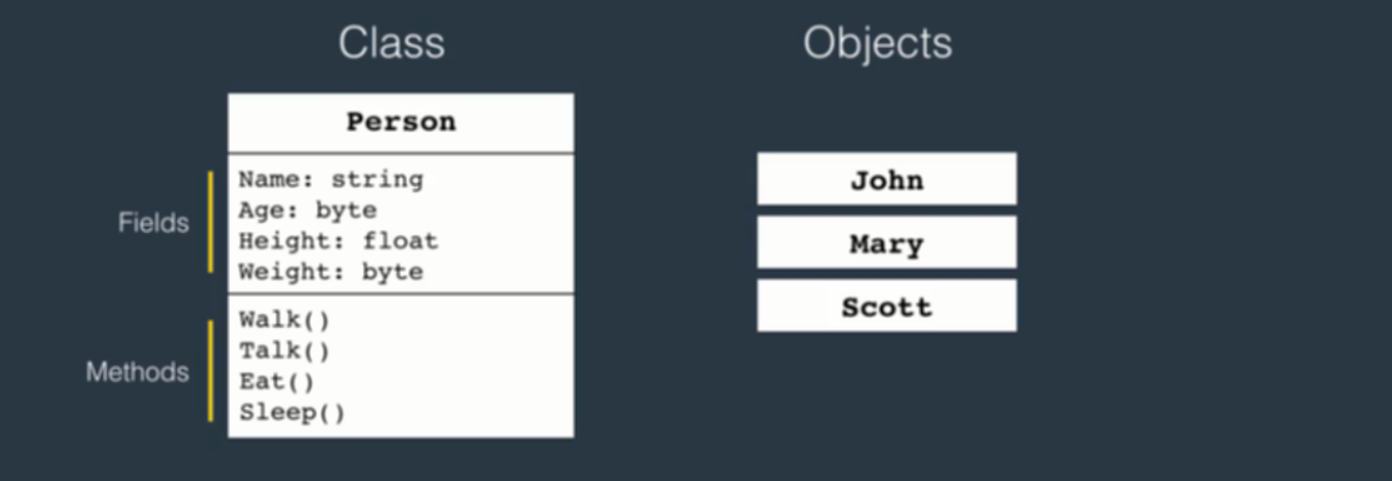 Class
Person
Fields
Name: string
Age: byte
Height: float
Weight: byte
Methods
Walk()
Talk()
Eat()
Sleep()
Objects
John
Mary
Scott